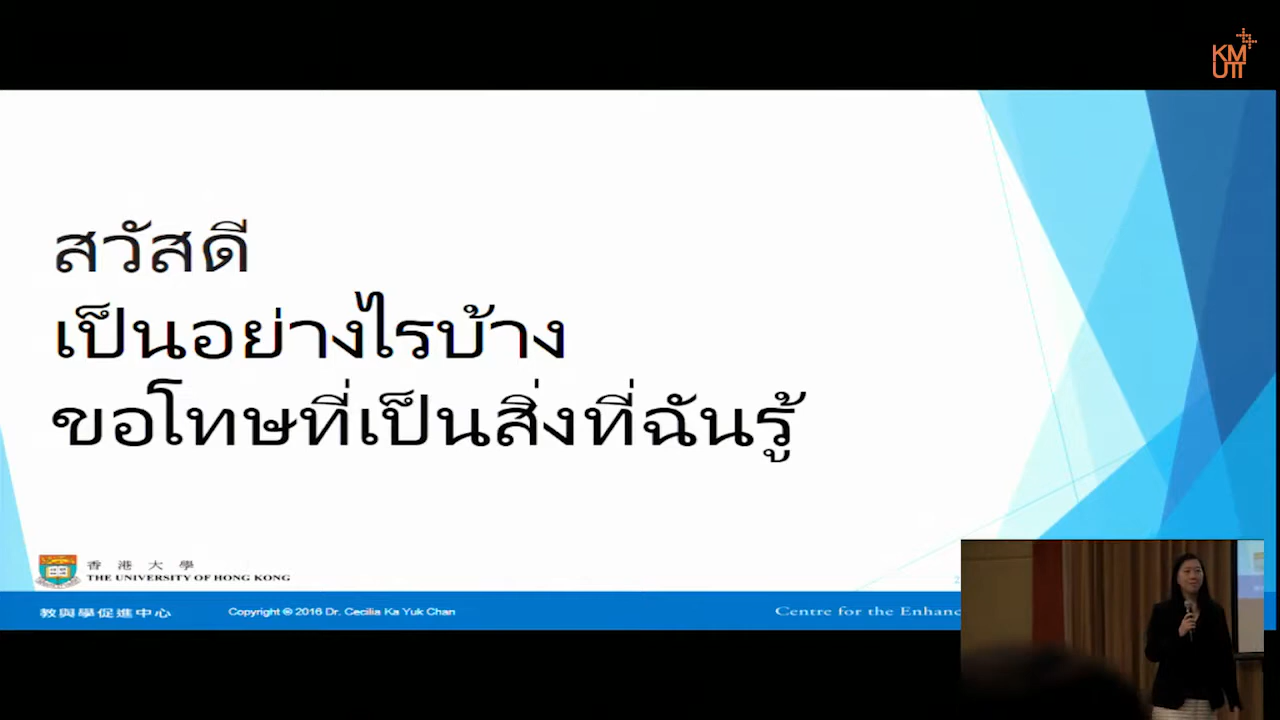 KM
UTT
สวัสดี
เป็นอย่างไรบ้าง
ขอโทษที่เป็นสิ่งที่ฉันรู้
香港大學
THE UNIVERSITY OF HONG KONG
教與學促進中心
Copyright © 2016 Dr. Cecilia Ka Yuk Chan
Centre for the Enhanc